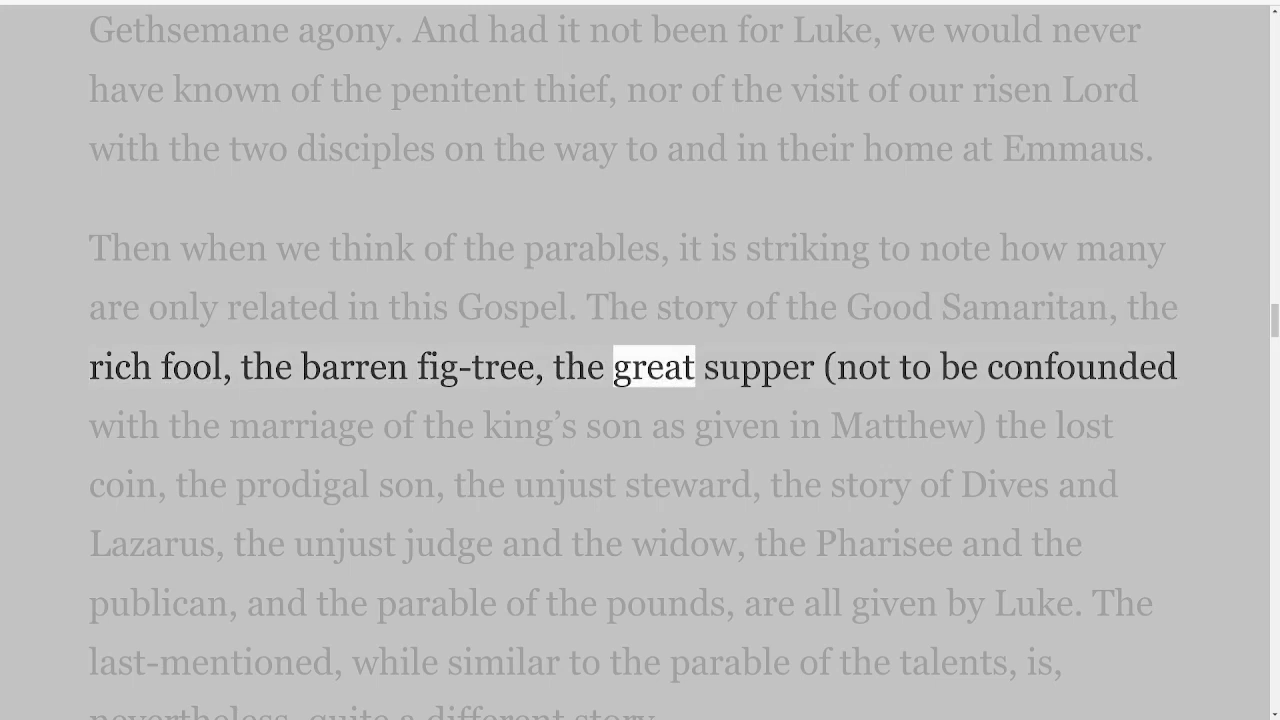 Gethsemane agony. And had it not been for Luke, we would never
have known of the penitent thief, nor of the visit of our risen Lord
with the two disciples on the way to and in their home at Emmaus.
Then when we think of the parables, it is striking to note how many
are only related in this Gospel. The story of the Good Samaritan, the
rich fool, the barren fig-tree, the great supper (not to be confounded
with the marriage of the king’s son as given in Matthew) the lost
coin, the prodigal son, the unjust steward, the story of Dives and
Lazarus, the unjust judge and the widow, the Pharisee and the
publican, and the parable of the pounds, are all given by Luke. The
last-mentioned, while similar to the parable of the talents, is,
nevertheless, quite a different story.